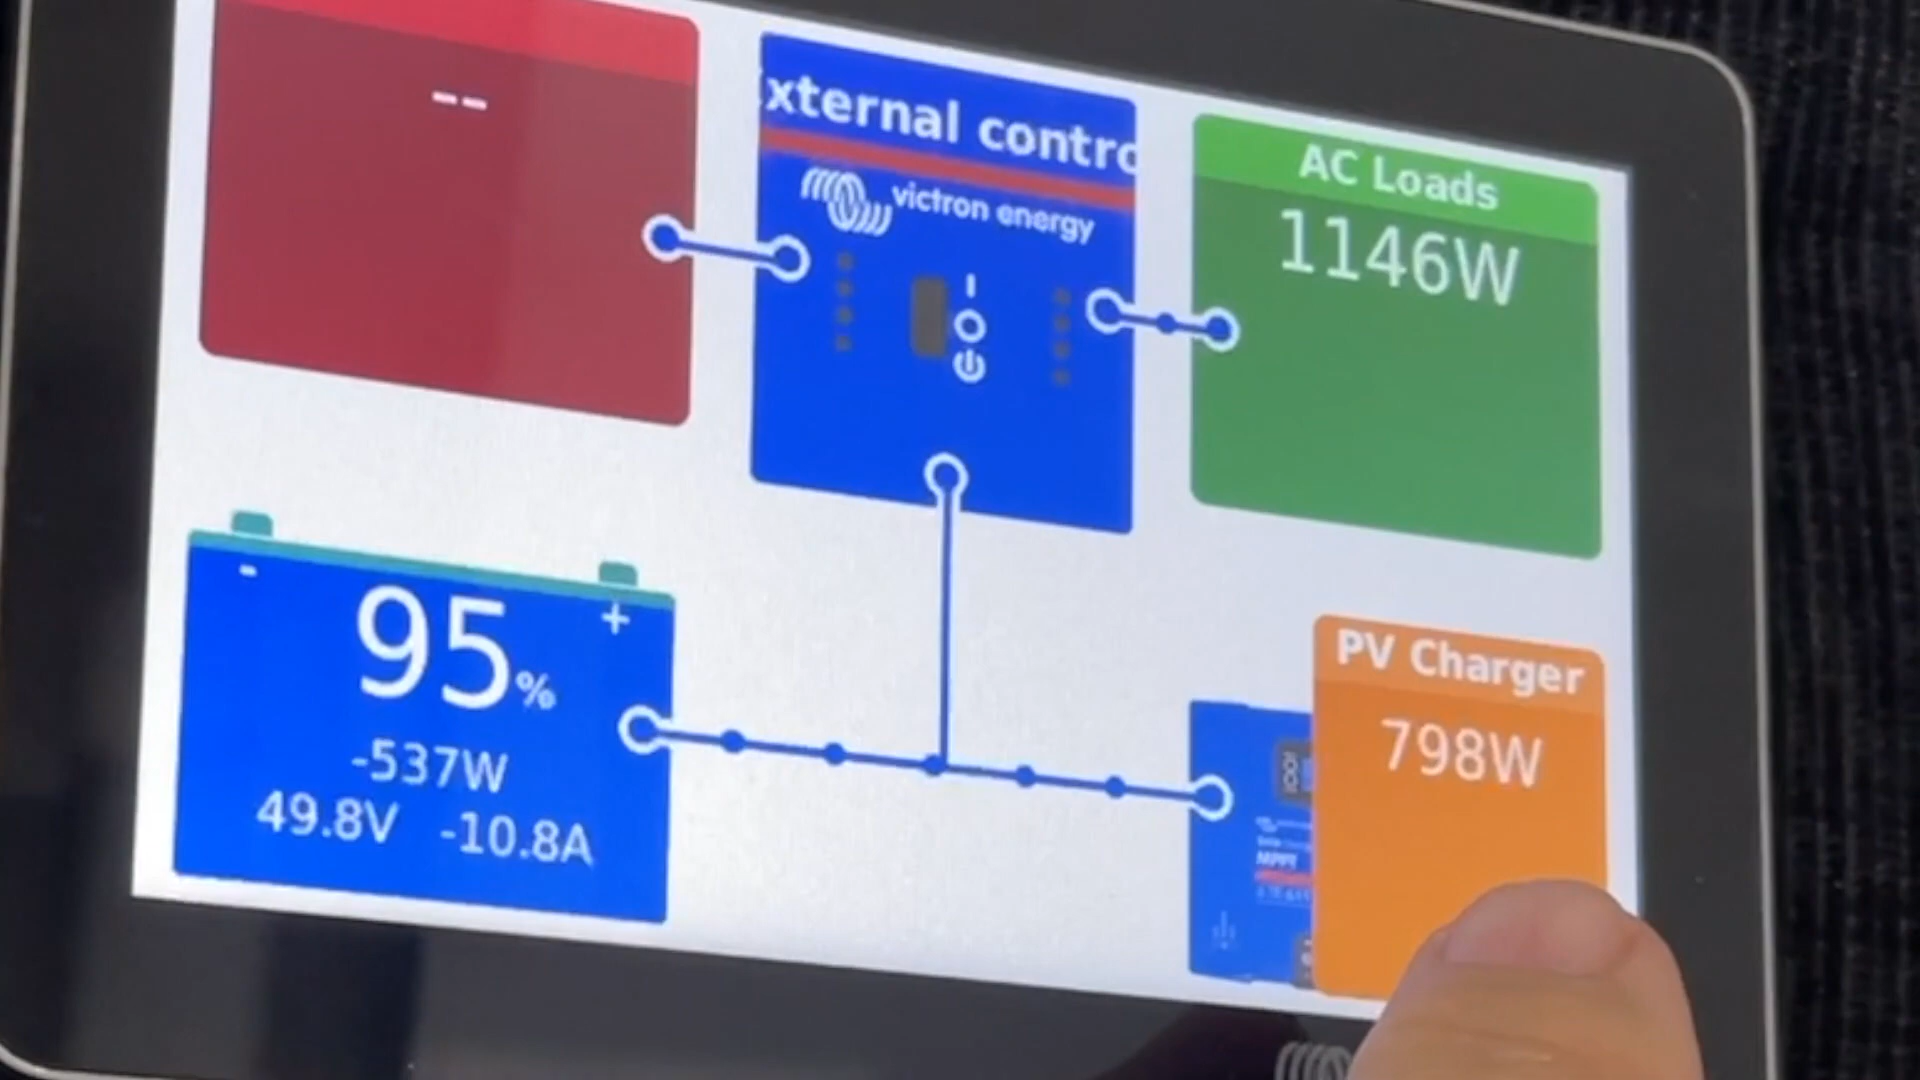 --
xternal contro
victron energy
AC Loads
1146W
- +
95%
-537W
49.8V -10.8A
PV Charger
798W
MPPT